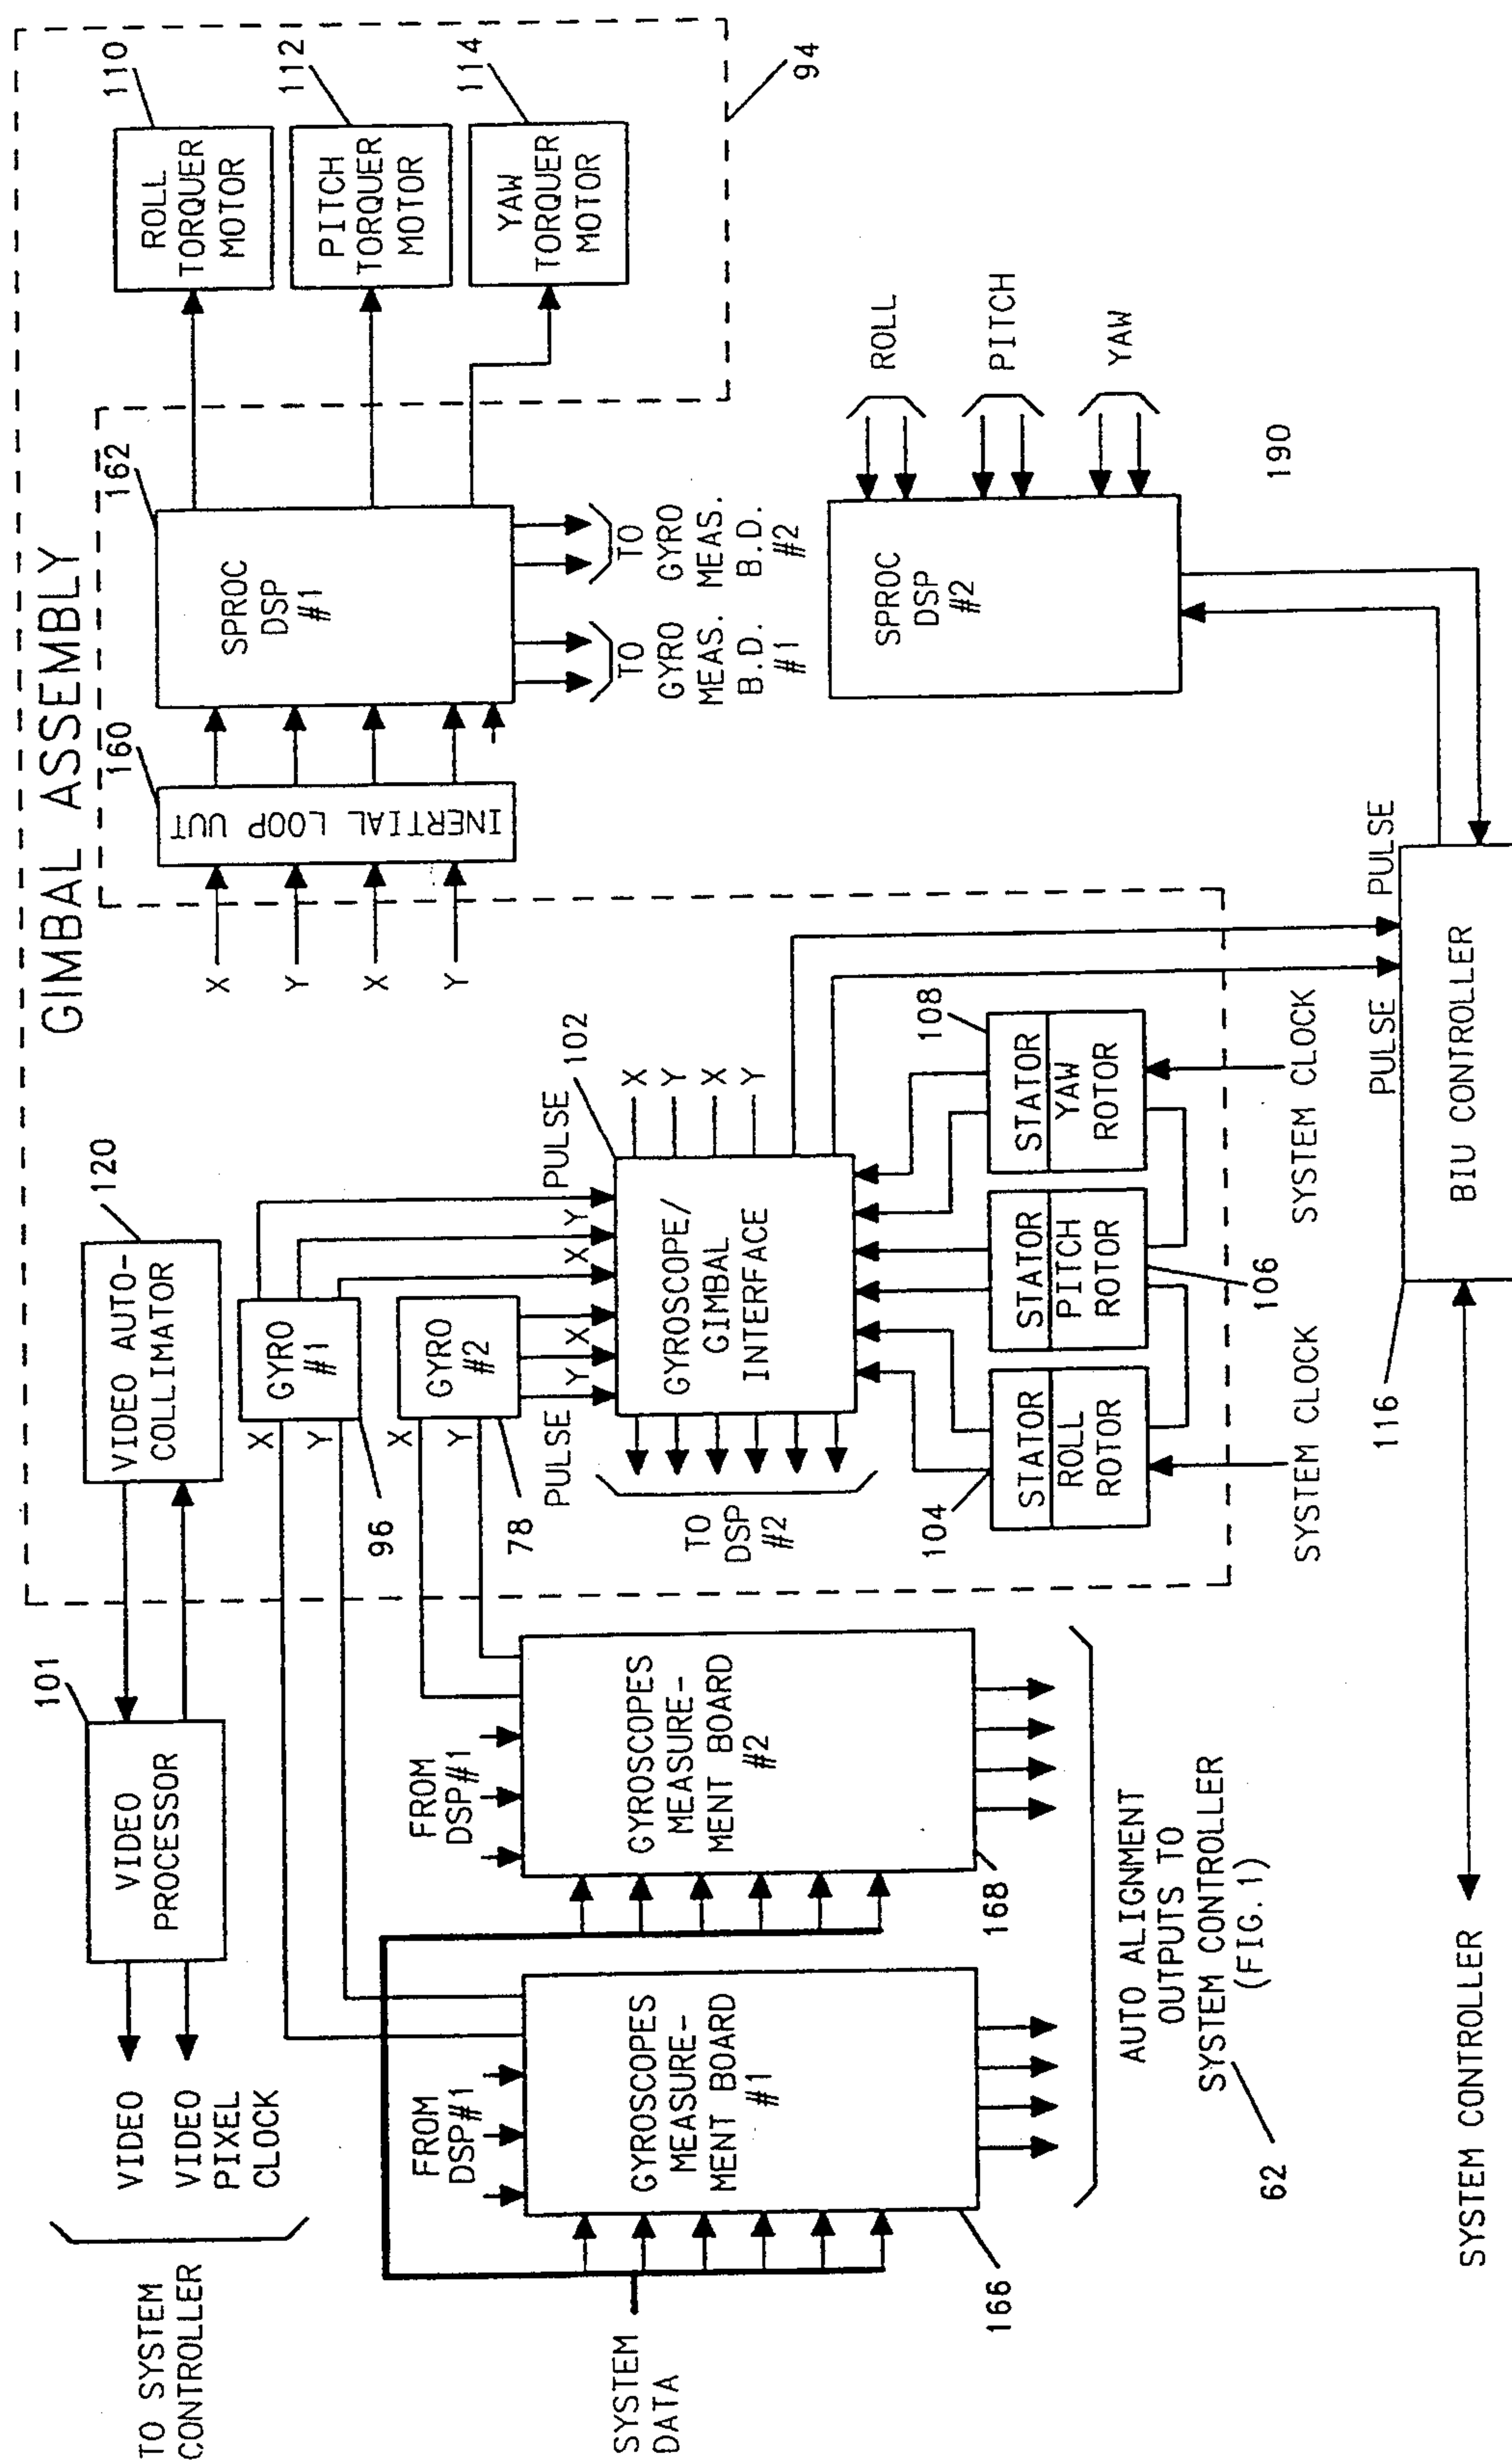 GIMBAL ASSEMBLY
TO SYSTEM
CONTROLLER
VIDEO
VIDEO
PIXEL
CLOCK
101
VIDEO
PROCESSOR
120
VIDEO AUTO-
COLLIMATOR
X
Y
GYRO
#1
96
X
Y
GYRO
#2
78
PULSE
Y
X
X
Y
PULSE
102
GYROSCOPE/
GIMBAL
INTERFACE
X
Y
X
Y
TO
DSP
#2
104
STATOR
ROLL
ROTOR
STATOR
PITCH
ROTOR
106
108
STATOR
YAW
ROTOR
SYSTEM CLOCK
SYSTEM CLOCK
X
Y
X
Y
160
INERTIAL LOOP UUT
162
SPROC
DSP
#1
TO
GYRO
MEAS.
B.D.
#1
TO
GYRO
MEAS.
B.D.
#2
110
ROLL
TORQUER
MOTOR
112
PITCH
TORQUER
MOTOR
114
YAW
TORQUER
MOTOR
94
SPROC
DSP
#2
ROLL
PITCH
YAW
190
SYSTEM
DATA
FROM
DSP#1
GYROSCOPES
MEASURE-
MENT BOARD
#1
166
FROM
DSP#1
GYROSCOPES
MEASURE-
MENT BOARD
#2
168
AUTO ALIGNMENT
OUTPUTS TO
SYSTEM CONTROLLER
(FIG.1)
62
PULSE
PULSE
116
BIU CONTROLLER
SYSTEM CONTROLLER